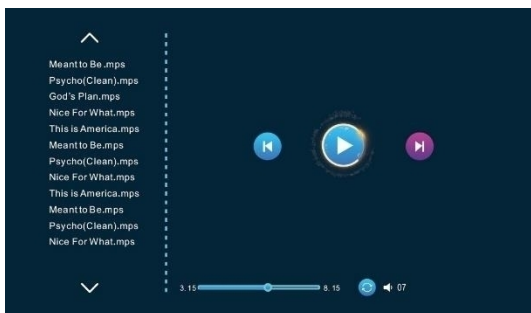 Meant to Be.mps
Psycho(Clean).mps
God's Plan.mps
Nice For What.mps
This is America.mps
Meant to Be.mps
Psycho(Clean).mps
Nice For What.mps
This is America.mps
Meant to Be.mps
Psycho(Clean).mps
Nice For What.mps
3. 15 8. 15 07